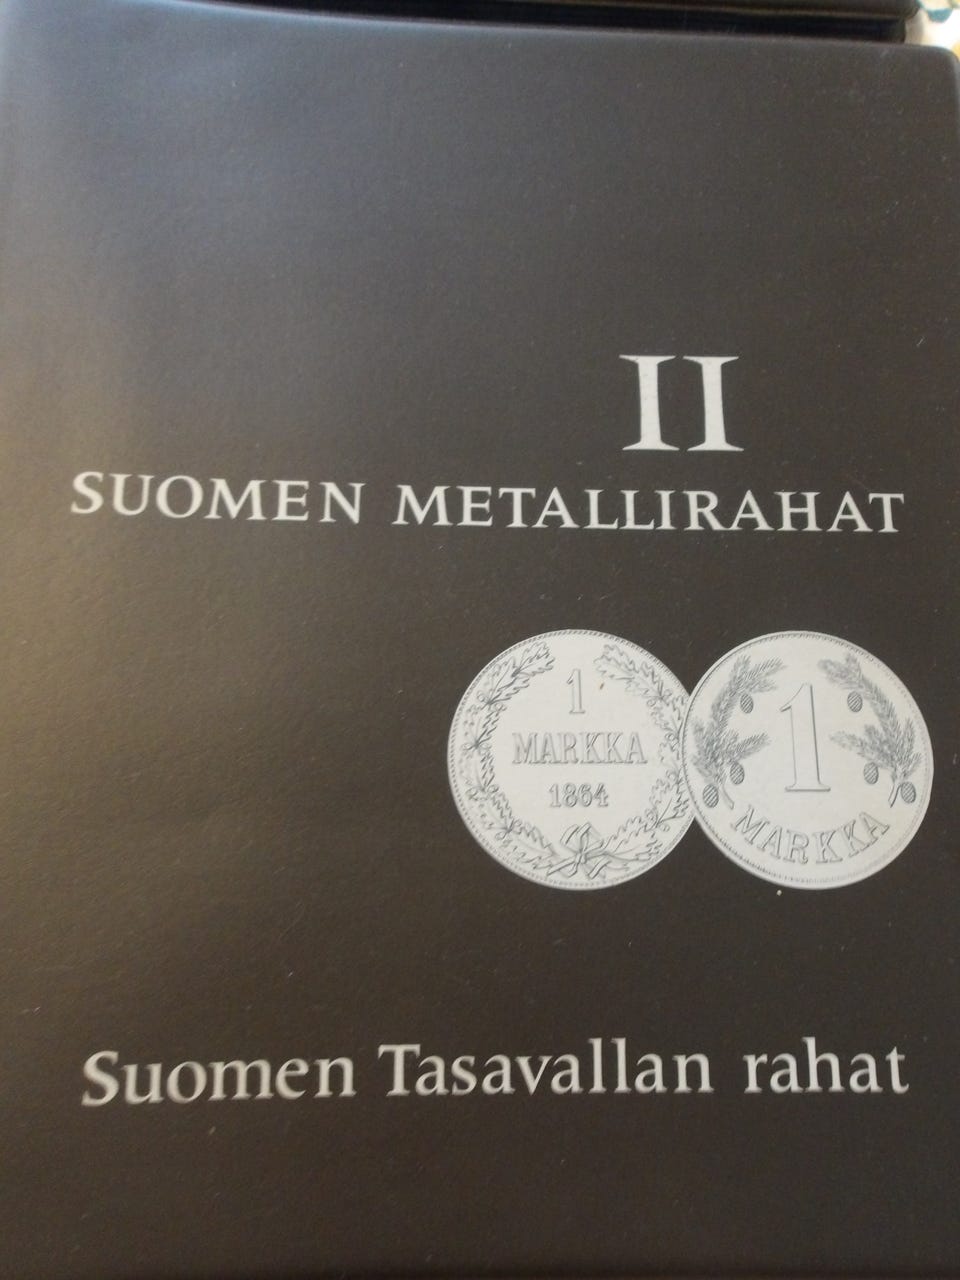 II
SUOMEN METALLIRAHAT
1
MARKKA
1864
1
MARKKA
Suomen Tasavallan rahat